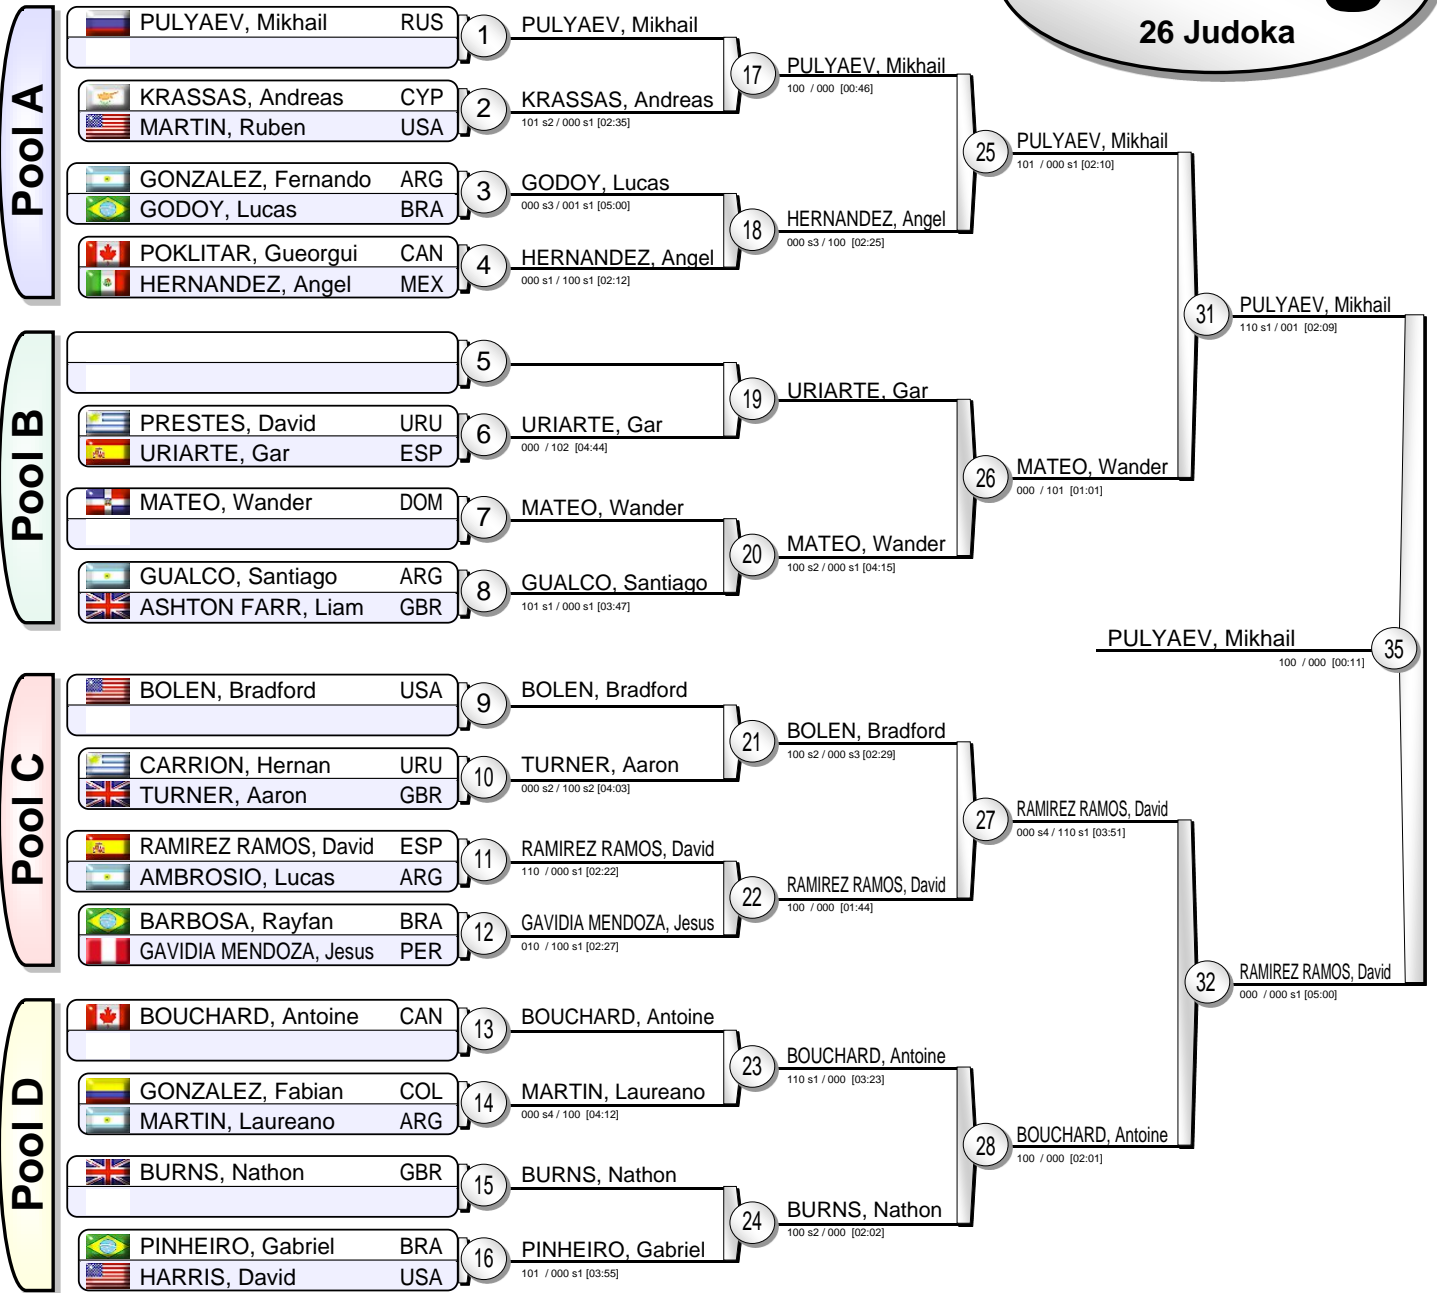 26 Judoka
Pool A
PULYAEV, Mikhail RUS
KRASSAS, Andreas CYP
MARTIN, Ruben USA
GONZALEZ, Fernando ARG
GODOY, Lucas BRA
POKLITAR, Gueorgui CAN
HERNANDEZ, Angel MEX
1
PULYAEV, Mikhail
2
KRASSAS, Andreas
101 s2 / 000 s1 [02:35]
3
GODOY, Lucas
000 s3 / 001 s1 [05:00]
4
HERNANDEZ, Angel
000 s1 / 100 s1 [02:12]
17
PULYAEV, Mikhail
100 / 000 [00:46]
18
HERNANDEZ, Angel
000 s3 / 100 [02:25]
25
PULYAEV, Mikhail
101 / 000 s1 [02:10]
Pool B
PRESTES, David URU
URIARTE, Gar ESP
MATEO, Wander DOM
GUALCO, Santiago ARG
ASHTON FARR, Liam GBR
5
6
URIARTE, Gar
000 / 102 [04:44]
7
MATEO, Wander
8
GUALCO, Santiago
101 s1 / 000 s1 [03:47]
19
URIARTE, Gar
20
MATEO, Wander
100 s2 / 000 s1 [04:15]
26
MATEO, Wander
000 / 101 [01:01]
31
PULYAEV, Mikhail
110 s1 / 001 [02:09]
PULYAEV, Mikhail
100 / 000 [00:11]
35
Pool C
BOLEN, Bradford USA
CARRION, Hernan URU
TURNER, Aaron GBR
RAMIREZ RAMOS, David ESP
AMBROSIO, Lucas ARG
BARBOSA, Rayfan BRA
GAVIDIA MENDOZA, Jesus PER
9
BOLEN, Bradford
10
TURNER, Aaron
000 s2 / 100 s2 [04:03]
11
RAMIREZ RAMOS, David
110 / 000 s1 [02:22]
12
GAVIDIA MENDOZA, Jesus
010 / 100 s1 [02:27]
21
BOLEN, Bradford
100 s2 / 000 s3 [02:29]
22
RAMIREZ RAMOS, David
100 / 000 [01:44]
27
RAMIREZ RAMOS, David
000 s4 / 110 s1 [03:51]
Pool D
BOUCHARD, Antoine CAN
GONZALEZ, Fabian COL
MARTIN, Laureano ARG
BURNS, Nathon GBR
PINHEIRO, Gabriel BRA
HARRIS, David USA
13
BOUCHARD, Antoine
14
MARTIN, Laureano
000 s4 / 100 [04:12]
15
BURNS, Nathon
16
PINHEIRO, Gabriel
101 / 000 s1 [03:55]
23
BOUCHARD, Antoine
110 s1 / 000 [03:23]
24
BURNS, Nathon
100 s2 / 000 [02:02]
28
BOUCHARD, Antoine
100 / 000 [02:01]
32
RAMIREZ RAMOS, David
000 / 000 s1 [05:00]